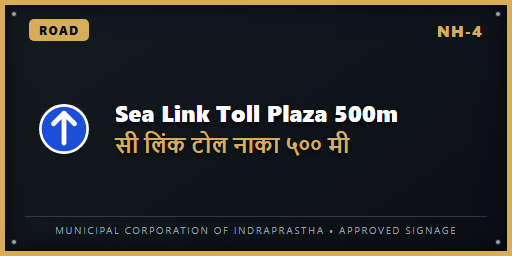 ROAD
NH-4
Sea Link Toll Plaza 500m
सी लिंक टोल नाका ५०० मी
MUNICIPAL CORPORATION OF INDRAPRASTHA • APPROVED SIGNAGE